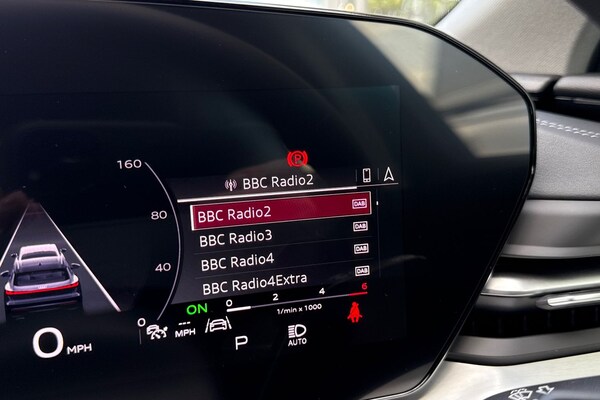 (R)
160
BBC Radio2
BBC Radio2 DAB
80
BBC Radio3 DAB
BBC Radio4 DAB
40
BBC Radio4Extra DAB
ON
0 2 4 6
1/min x 1000
0
--- MPH
0 MPH
P
AUTO